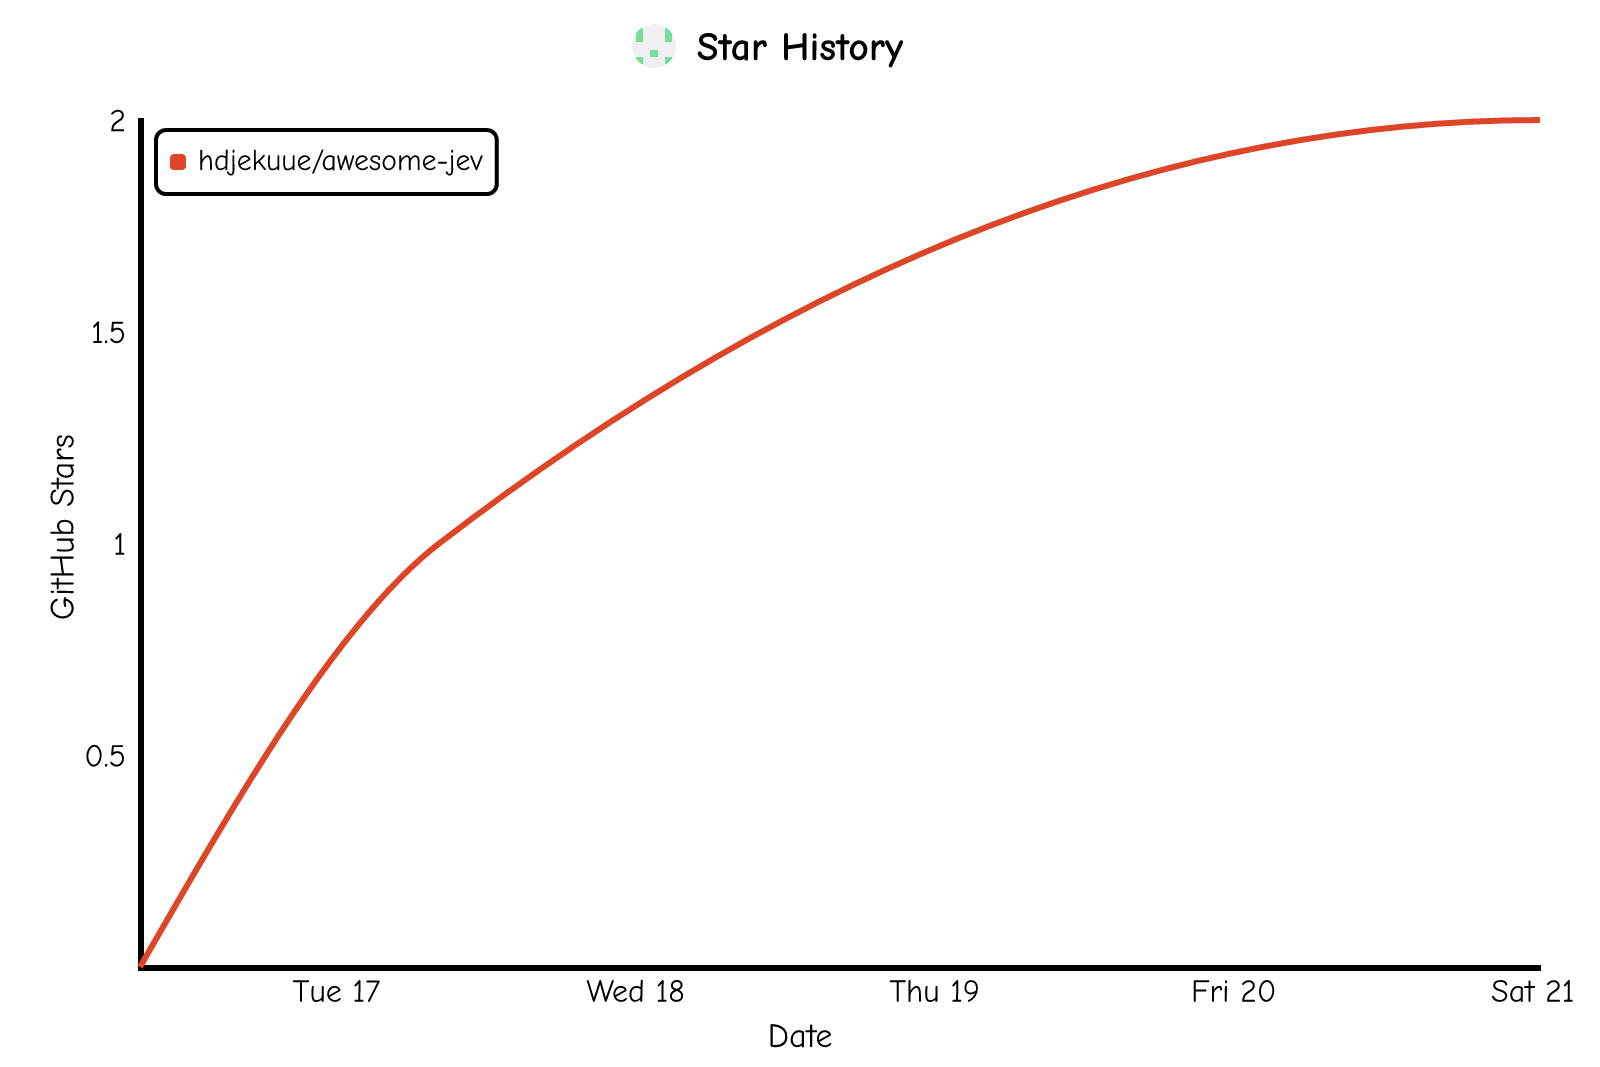 Star History
2
hdjekuue/awesome-jev
1.5
1
0.5
GitHub Stars
Tue 17 Wed 18 Thu 19 Fri 20 Sat 21
Date